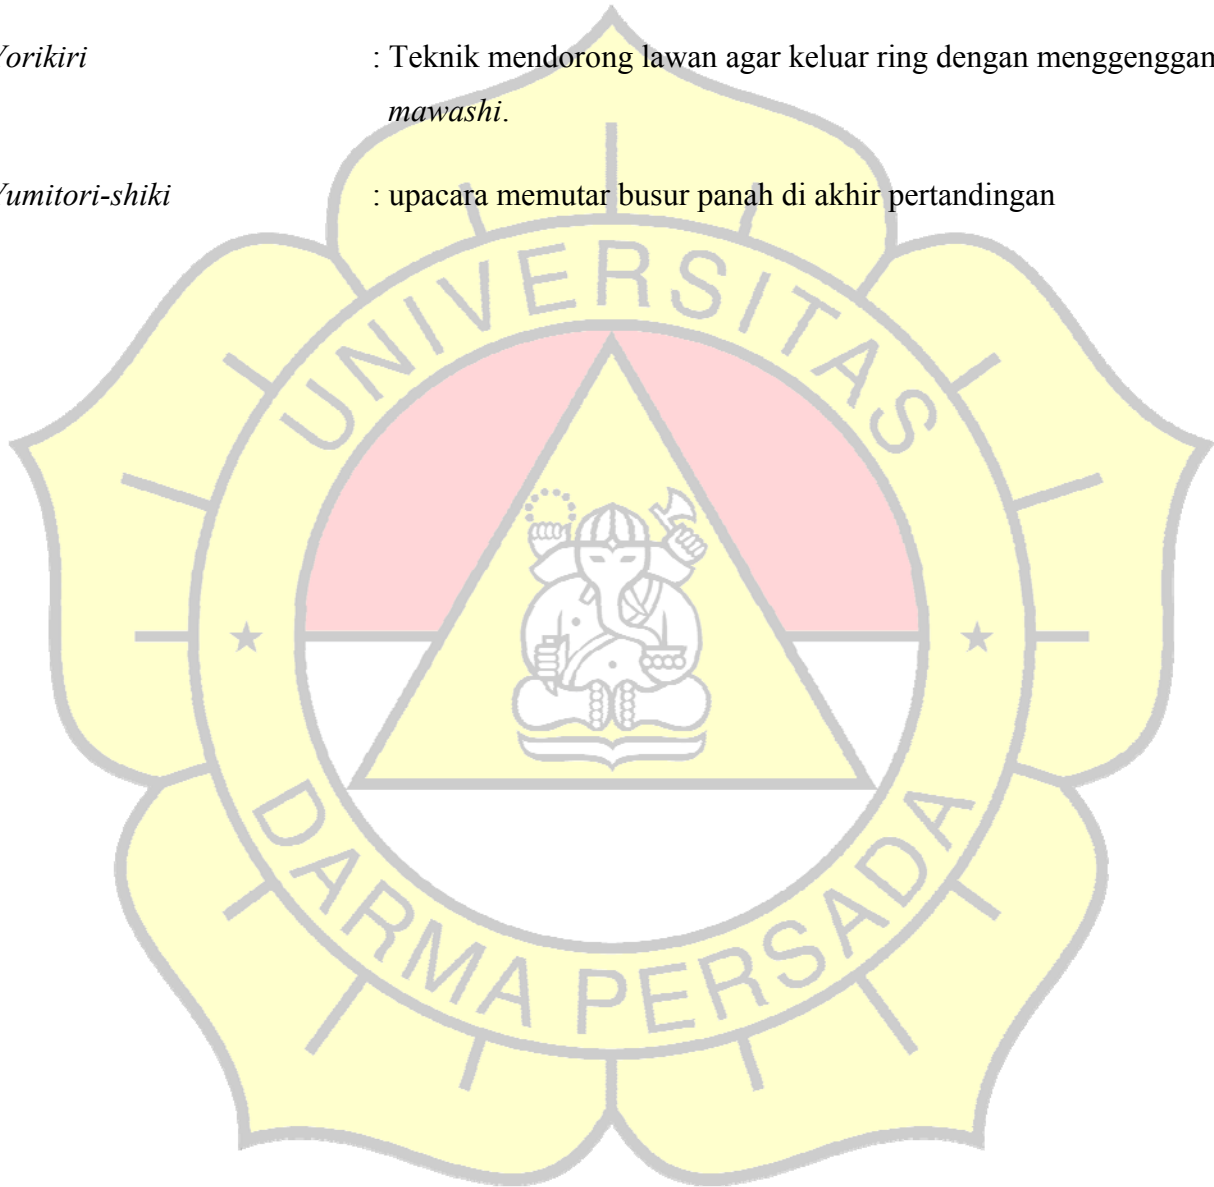 Yorikiri : Teknik mendorong lawan agar keluar ring dengan menggenggam
mawashi.
Yumitori-shiki : upacara memutar busur panah di akhir pertandingan
UNIVERSITAS
DARMA PERSADA